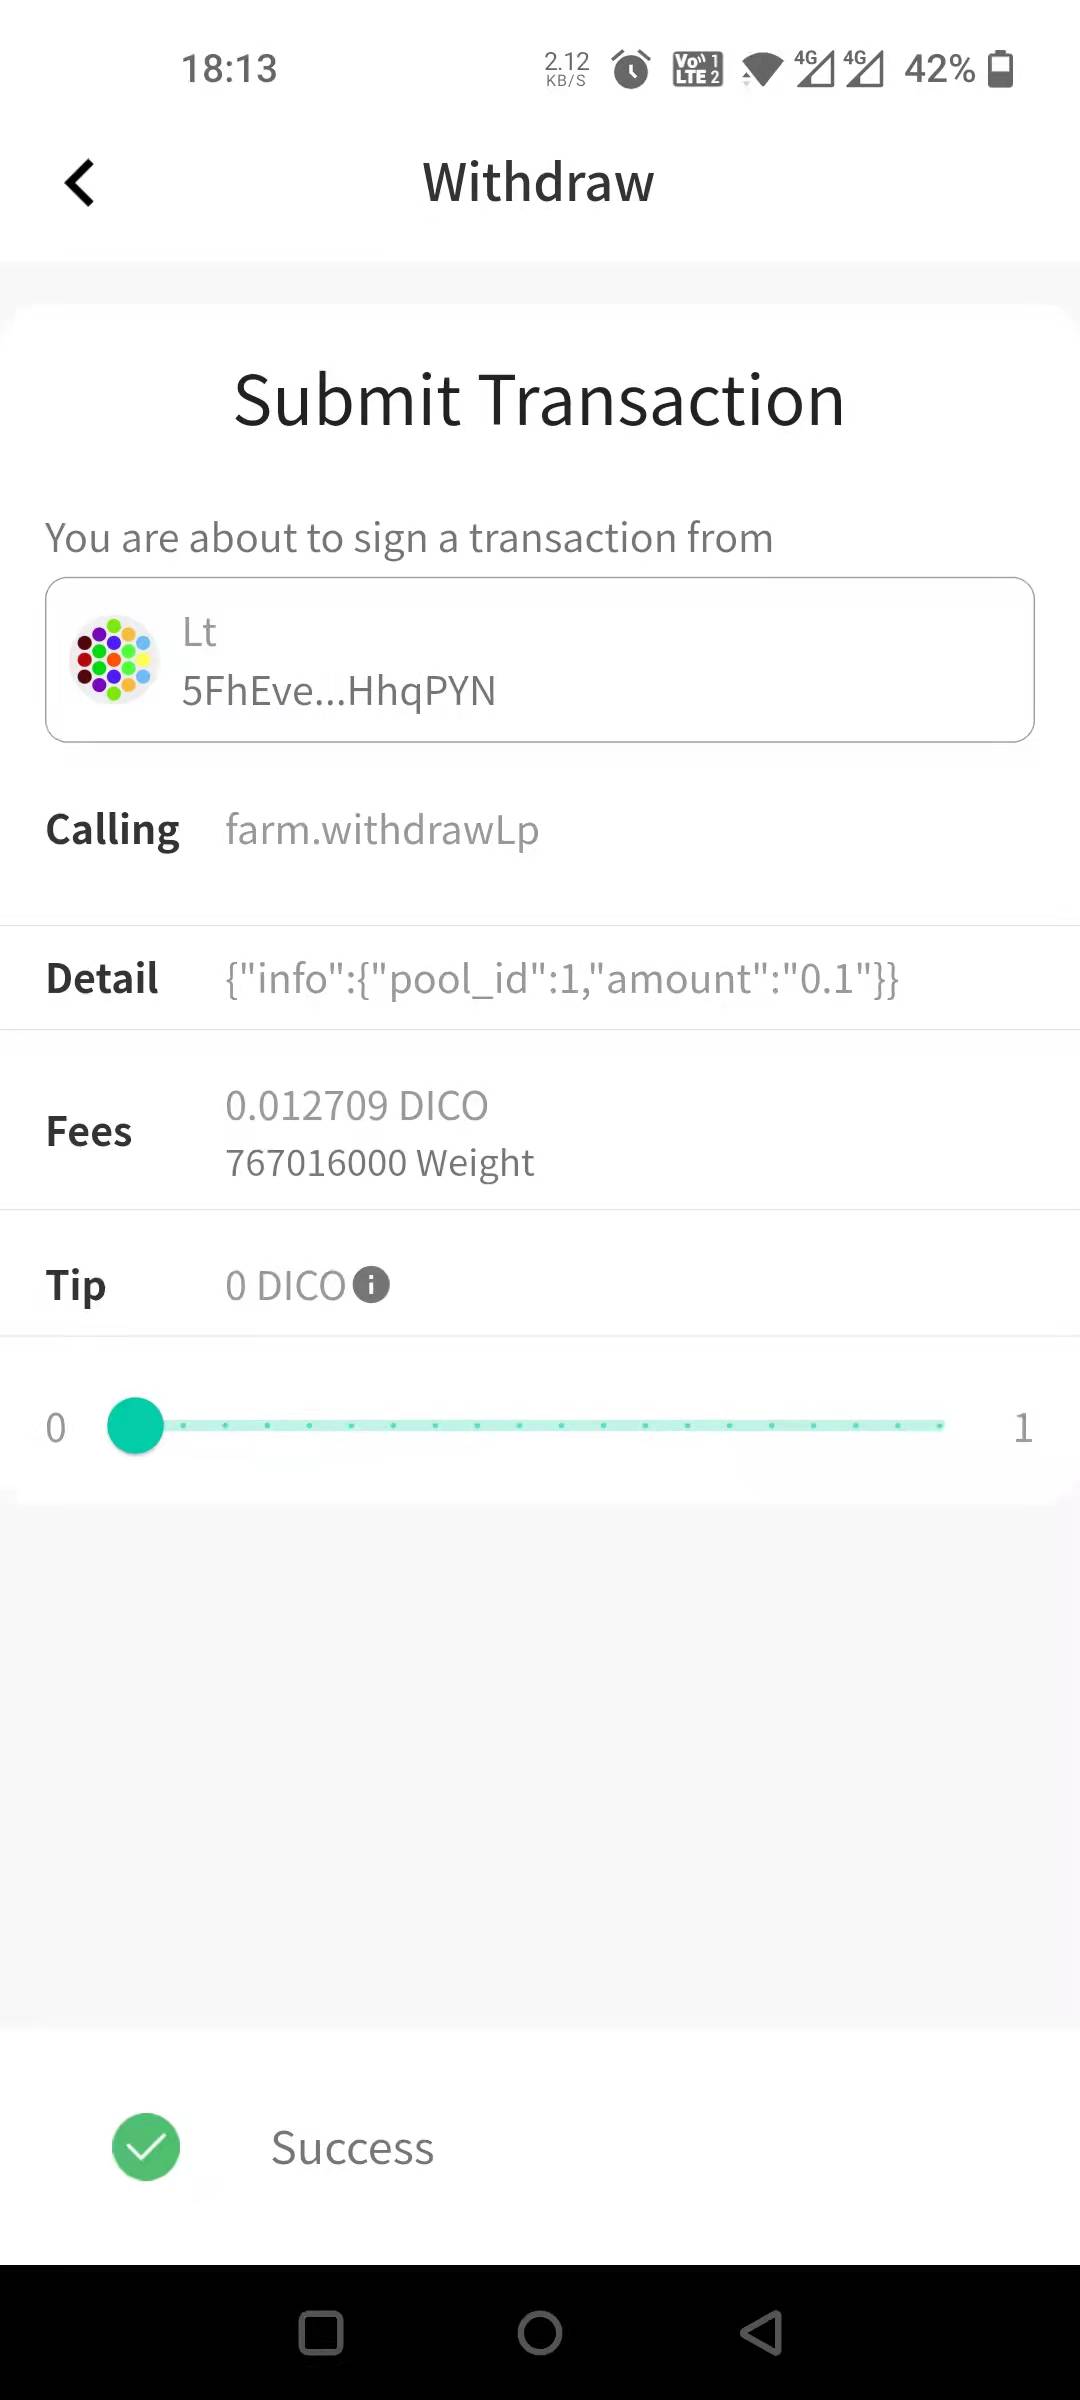 18:13
2.12
KB/S
Vo)) 1
LTE 2
4G
4G
42%
Withdraw
Submit Transaction
You are about to sign a transaction from
Lt
5FhEve...HhqPYN
Calling farm.withdrawLp
Detail {"info":{"pool_id":1,"amount":"0.1"}}
Fees
0.012709 DICO
767016000 Weight
Tip 0 DICO
0
1
Success